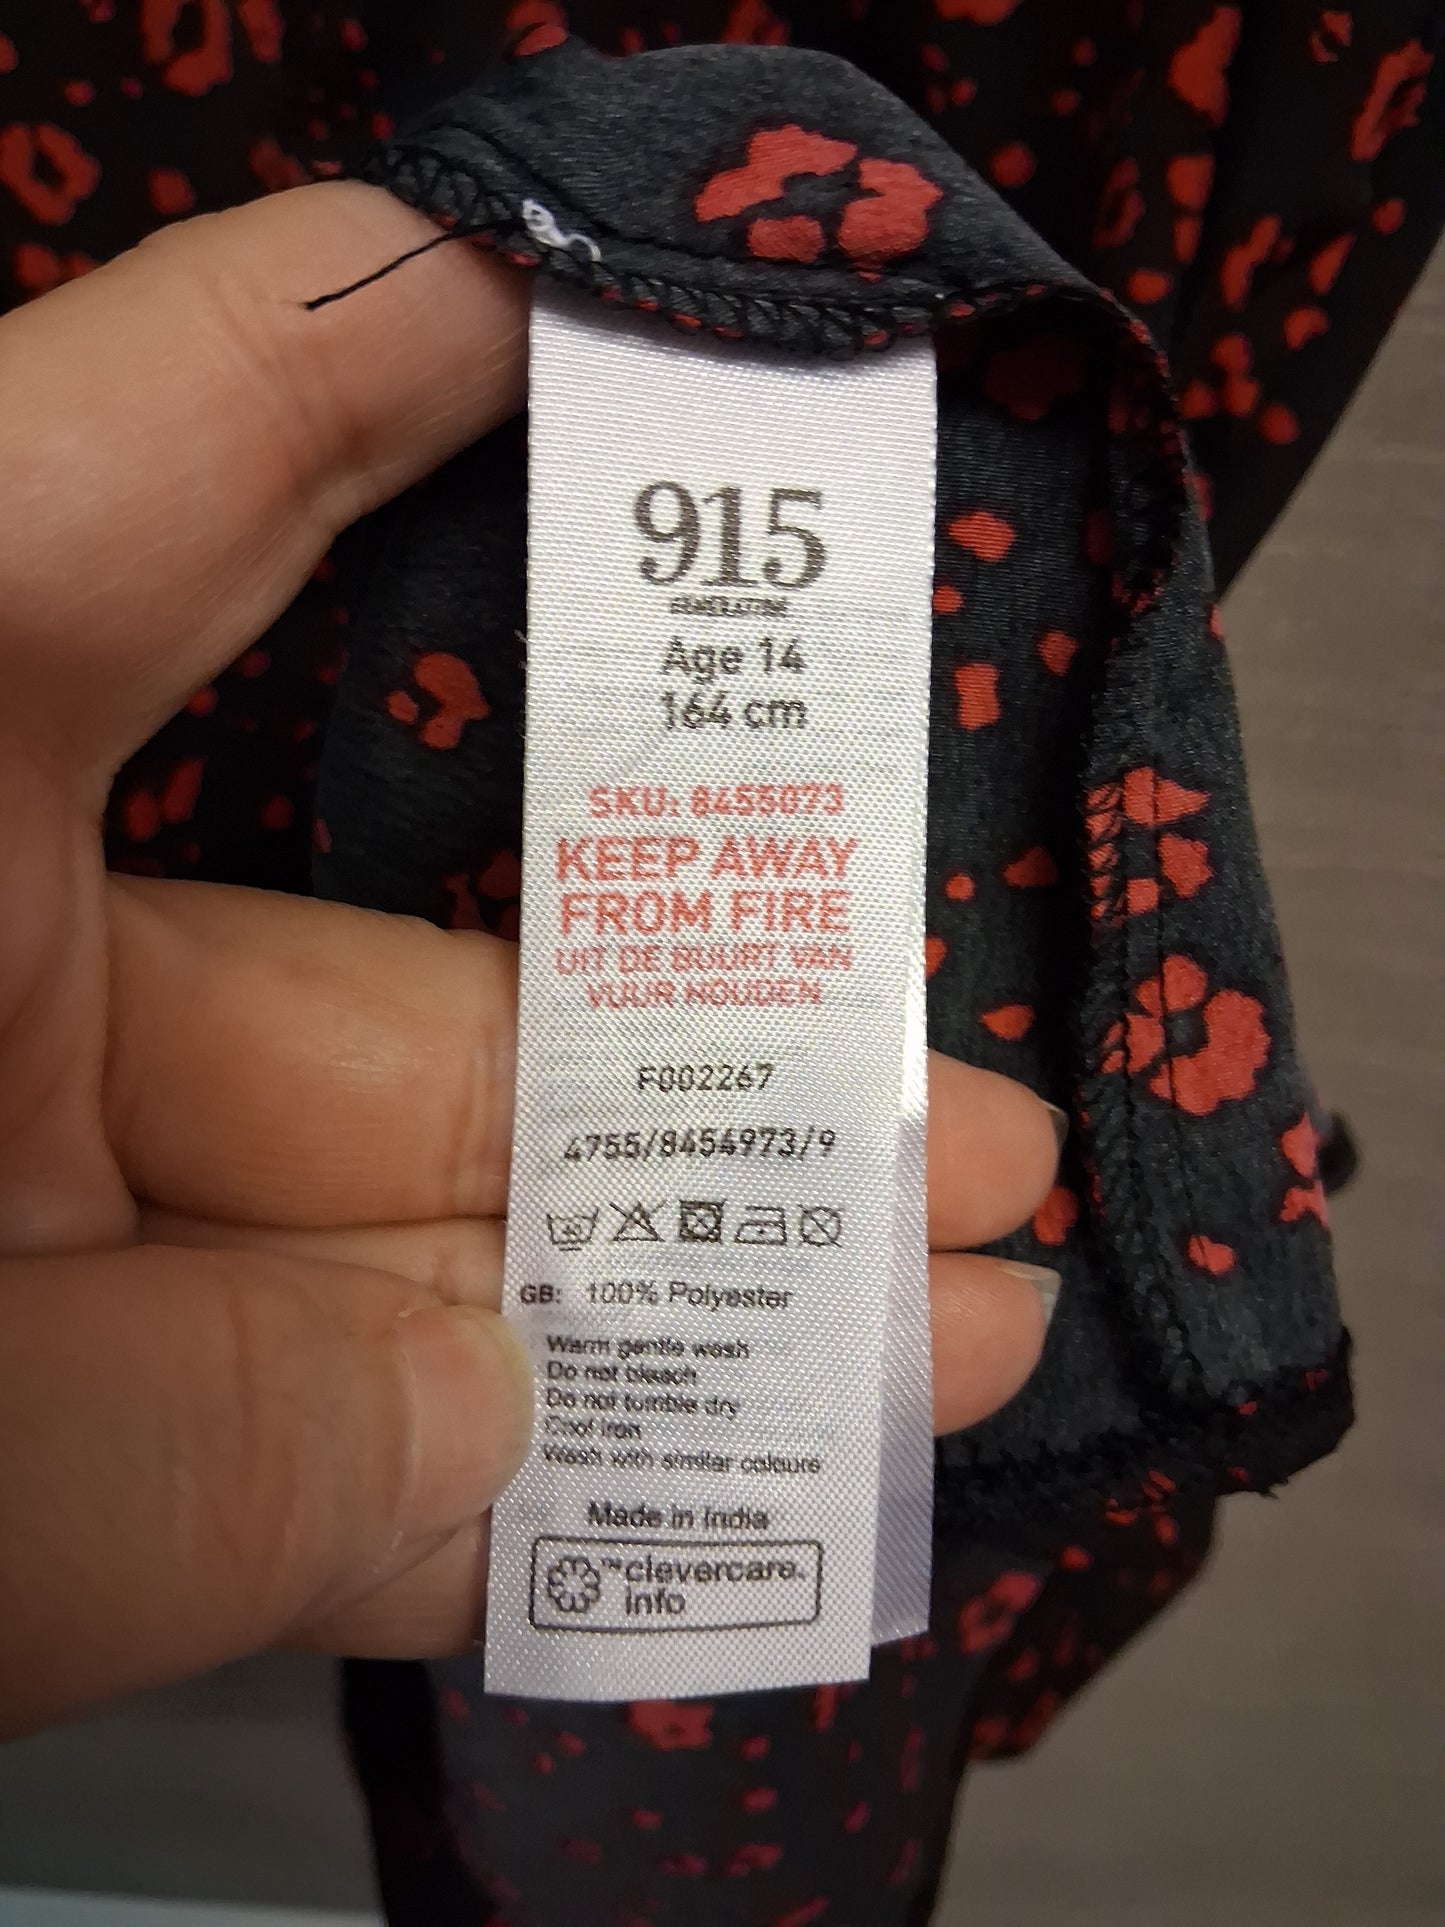 915
GENERATION
Age 14
164 cm
SKU: 8455073
KEEP AWAY
FROM FIRE
UIT DE BUURT VAN
VUUR HOUDEN
F002267
4755/8454973/9
GB: 100% Polyester
Warm gentle wash
Do not bleach
Do not tumble dry
Cool iron
Wash with similar colours
Made in India
™clevercare.
info